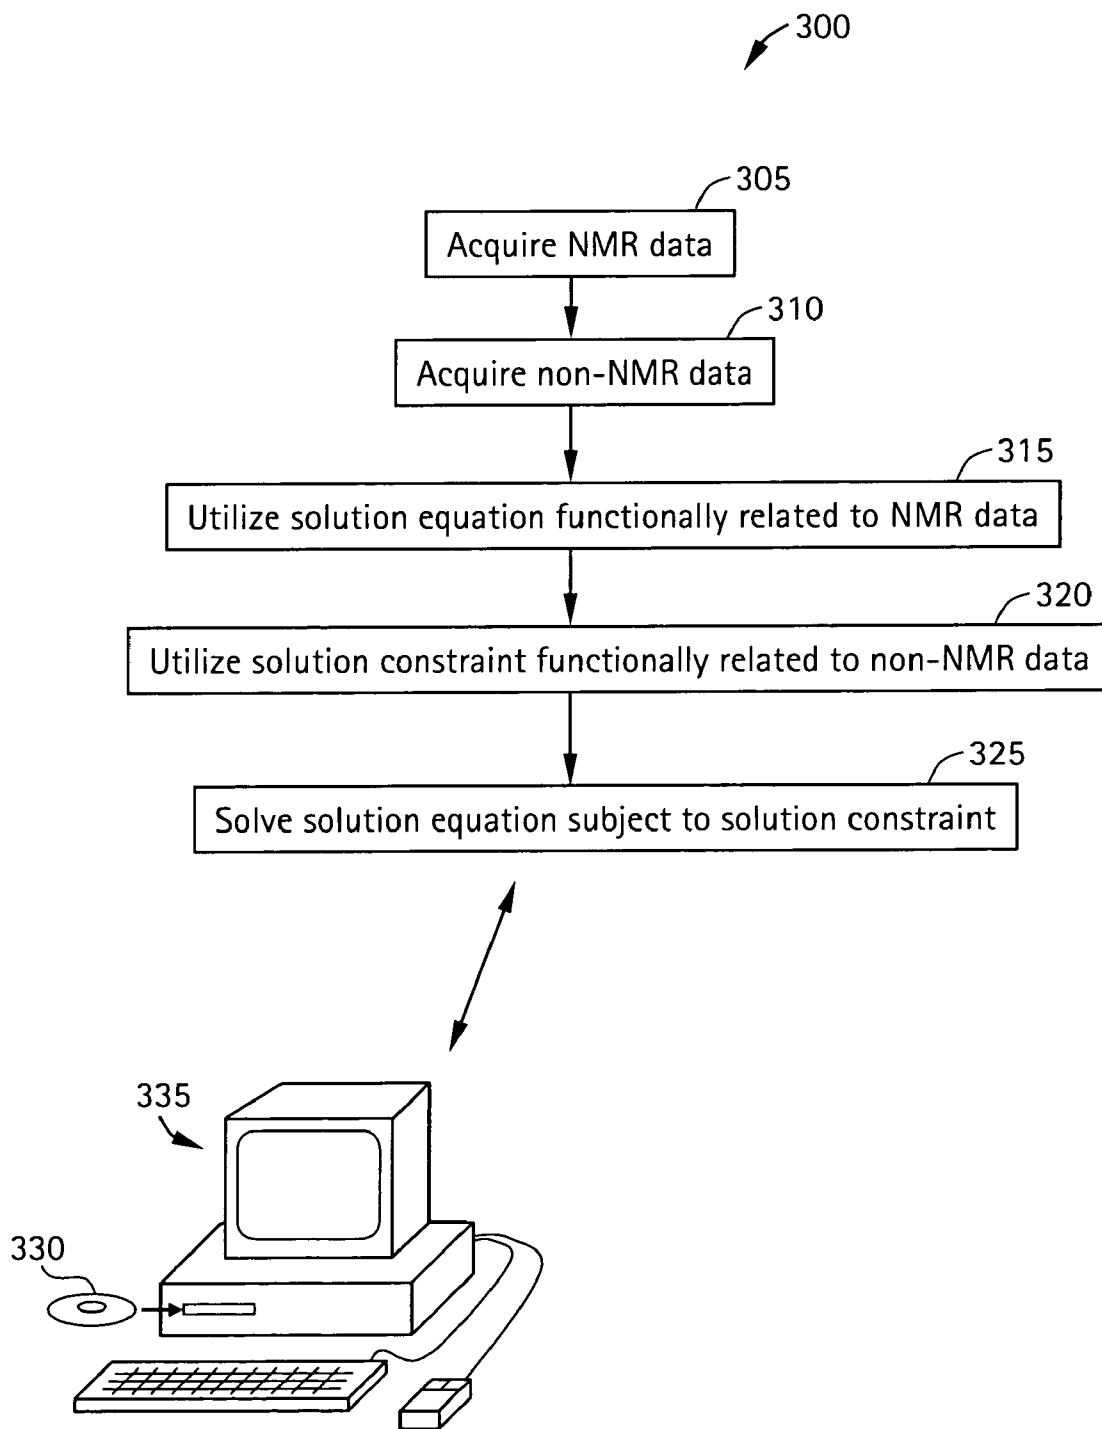 300
305
Acquire NMR data
310
Acquire non-NMR data
315
Utilize solution equation functionally related to NMR data
320
Utilize solution constraint functionally related to non-NMR data
325
Solve solution equation subject to solution constraint
335
330